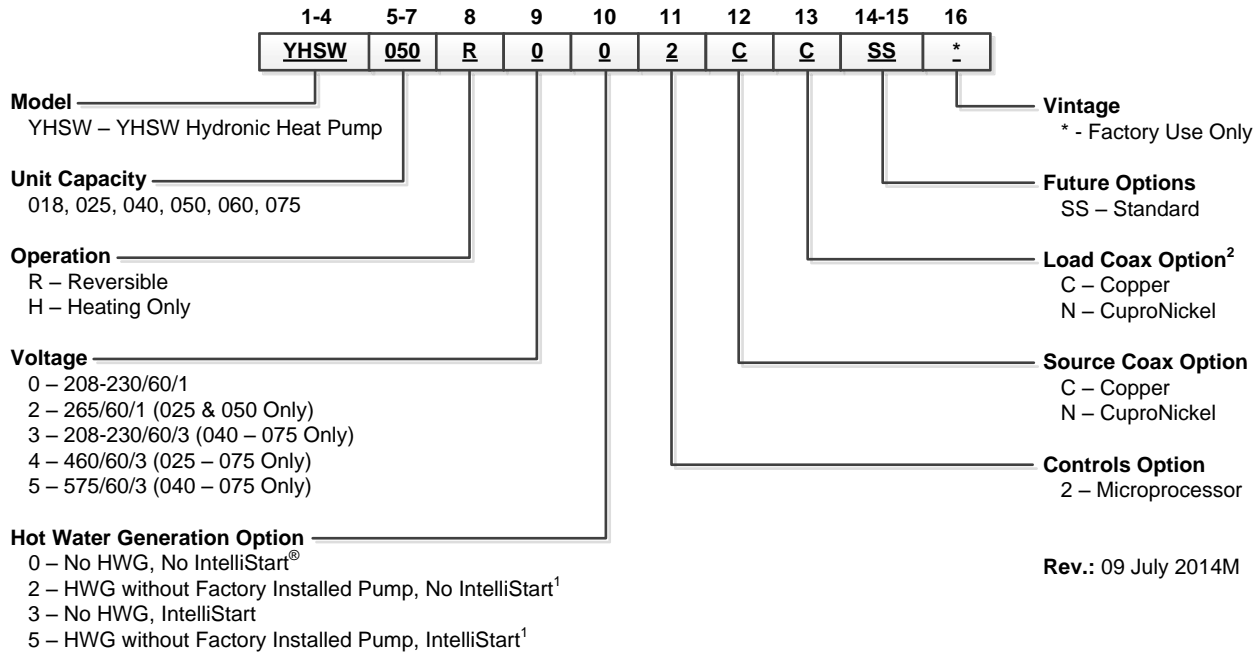 1-4 5-7 8 9 10 11 12 13 14-15 16
YHSW 050 R 0 0 2 C C SS *
Model
YHSW – YHSW Hydronic Heat Pump
Unit Capacity
018, 025, 040, 050, 060, 075
Operation
R – Reversible
H – Heating Only
Voltage
0 – 208-230/60/1
2 – 265/60/1 (025 & 050 Only)
3 – 208-230/60/3 (040 – 075 Only)
4 – 460/60/3 (025 – 075 Only)
5 – 575/60/3 (040 – 075 Only)
Hot Water Generation Option
0 – No HWG, No IntelliStart®
2 – HWG without Factory Installed Pump, No IntelliStart¹
3 – No HWG, IntelliStart
5 – HWG without Factory Installed Pump, IntelliStart¹
Vintage
* - Factory Use Only
Future Options
SS – Standard
Load Coax Option²
C – Copper
N – CuproNickel
Source Coax Option
C – Copper
N – CuproNickel
Controls Option
2 – Microprocessor
Rev.: 09 July 2014M